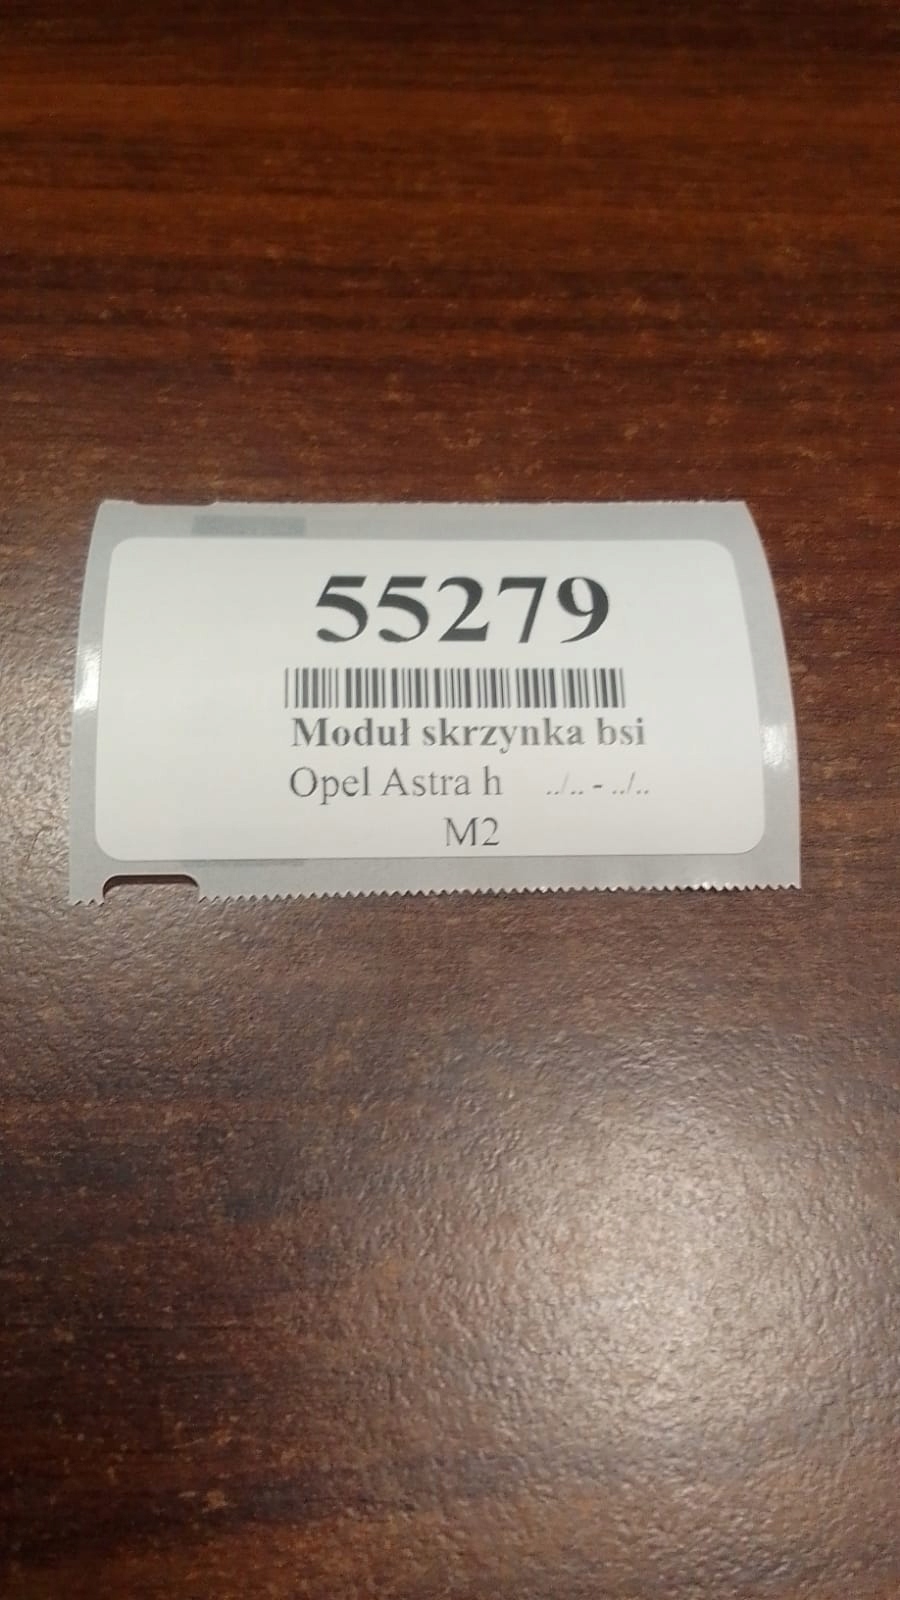 55279
Moduł skrzynka bsi
Opel Astra h ../.. - ../..
M2